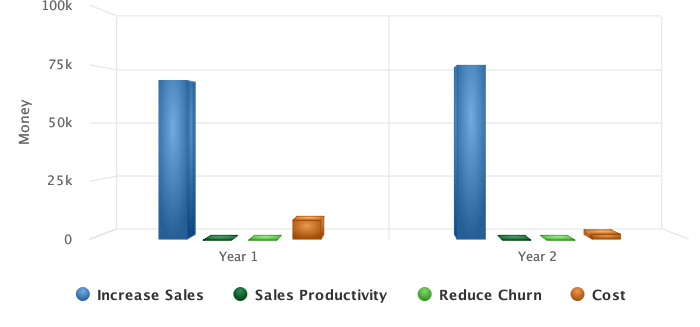 100k
75k
50k
25k
0
Money
Year 1
Year 2
Increase Sales
Sales Productivity
Reduce Churn
Cost